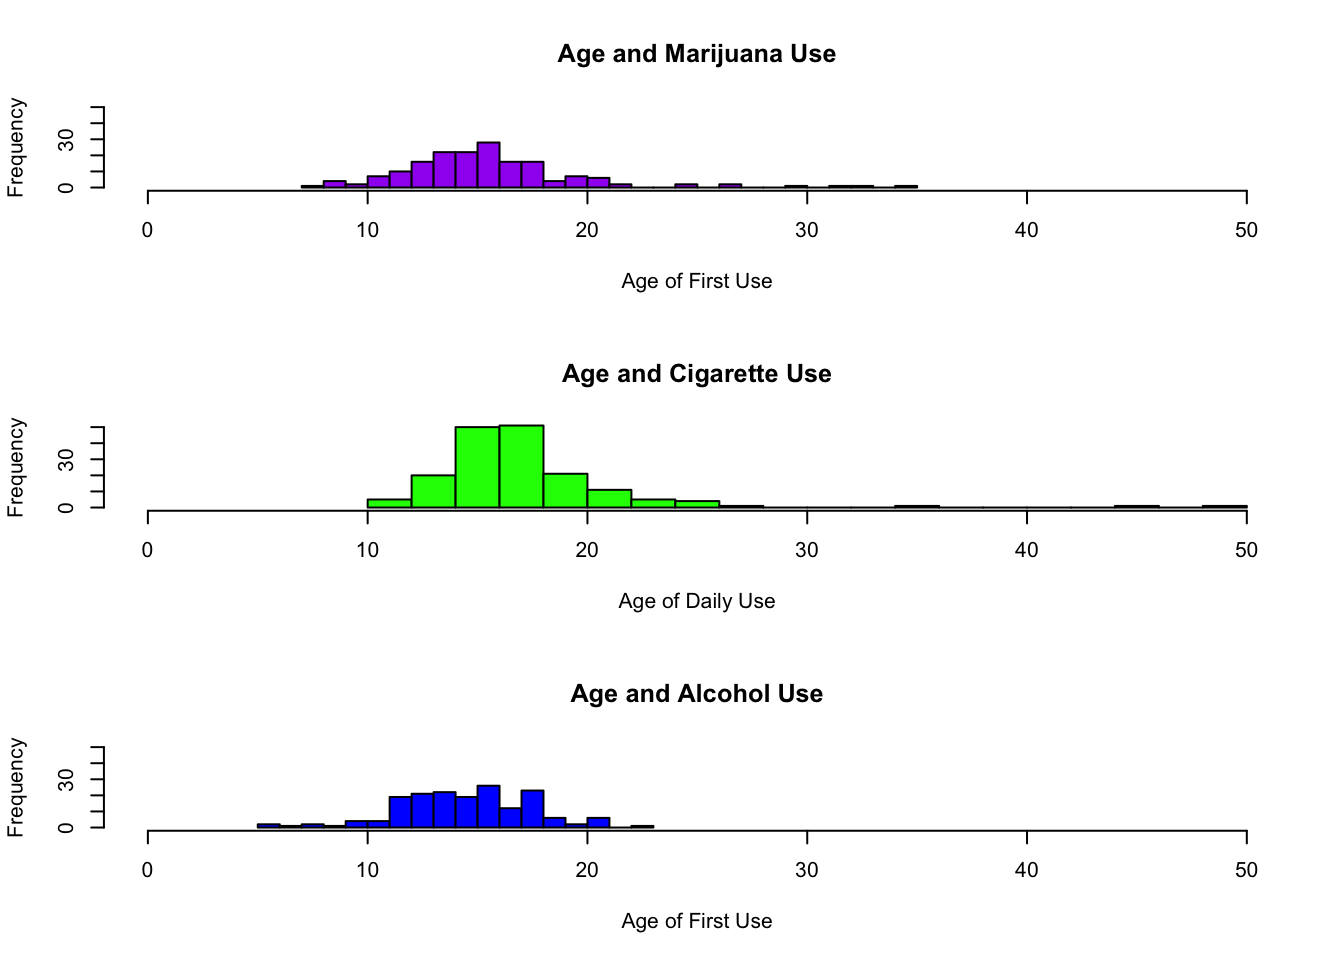 Age and Marijuana Use
Frequency
30
0
0 10 20 30 40 50
Age of First Use
Age and Cigarette Use
Frequency
30
0
0 10 20 30 40 50
Age of Daily Use
Age and Alcohol Use
Frequency
30
0
0 10 20 30 40 50
Age of First Use